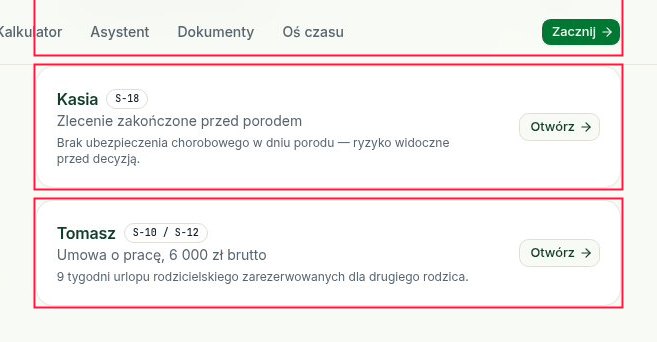 Kalkulator Asystent Dokumenty Oś czasu Zacznij →
Kasia S-18
Zlecenie zakończone przed porodem
Brak ubezpieczenia chorobowego w dniu porodu — ryzyko widoczne
przed decyzją.
Otwórz →
Tomasz S-10 / S-12
Umowa o pracę, 6 000 zł brutto
9 tygodni urlopu rodzicielskiego zarezerwowanych dla drugiego rodzica.
Otwórz →